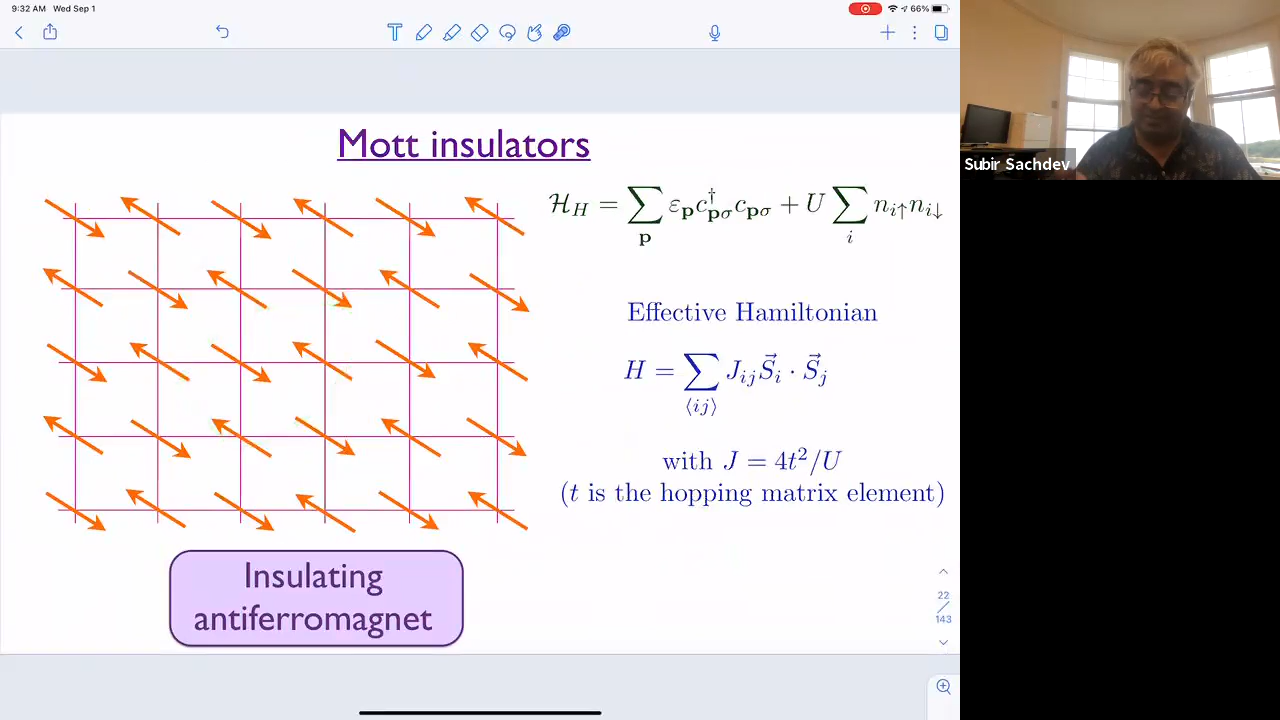 9:32 AM Wed Sep 1
66%
T
Mott insulators
$\mathcal{H}_H = \sum_{\mathbf{p}} \varepsilon_{\mathbf{p}} c^\dagger_{\mathbf{p}\sigma} c_{\mathbf{p}\sigma} + U \sum_i n_{i\uparrow} n_{i\downarrow}$
Effective Hamiltonian
$H = \sum_{\langle ij \rangle} J_{ij} \vec{S}_i \cdot \vec{S}_j$
with $J = 4t^2/U$
($t$ is the hopping matrix element)
Insulating
antiferromagnet
22
/
143
Subir Sachdev